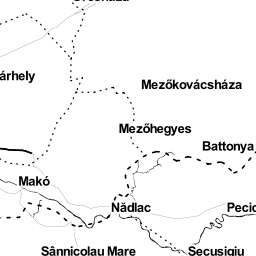 árhely
Mezőkovácsháza
Mezőhegyes
Battonya
Makó
Nădlac
Pecic
Sânnicolau Mare
Secusigiu